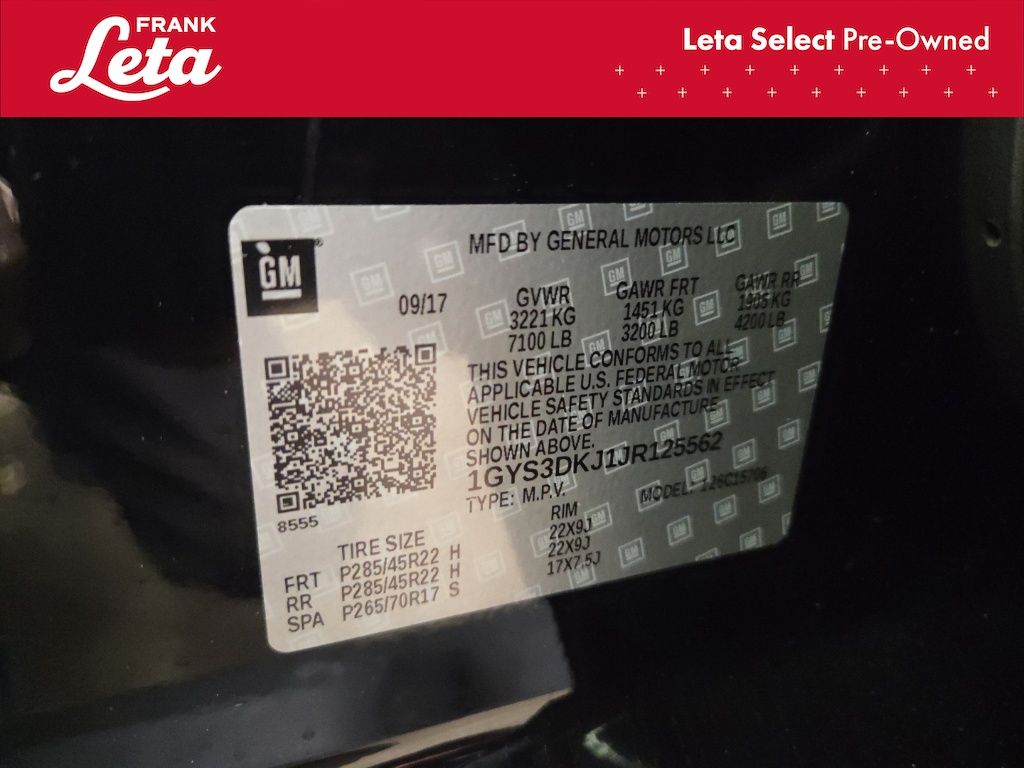 FRANK
Leta
Leta Select Pre-Owned
GM
MFD BY GENERAL MOTORS LLC
09/17
GVWR GAWR FRT GAWR RR
3221 KG 1451 KG 1905 KG
7100 LB 3200 LB 4200 LB
THIS VEHICLE CONFORMS TO ALL
APPLICABLE U.S. FEDERAL MOTOR
VEHICLE SAFETY STANDARDS IN EFFECT
ON THE DATE OF MANUFACTURE
SHOWN ABOVE.
1GYS3DKJ1JR125562
TYPE: M.P.V. MODEL:
8555
TIRE SIZE RIM
FRT P285/45R22 H 22X9J
RR P285/45R22 H 22X9J
SPA P265/70R17 S 17X7.5J